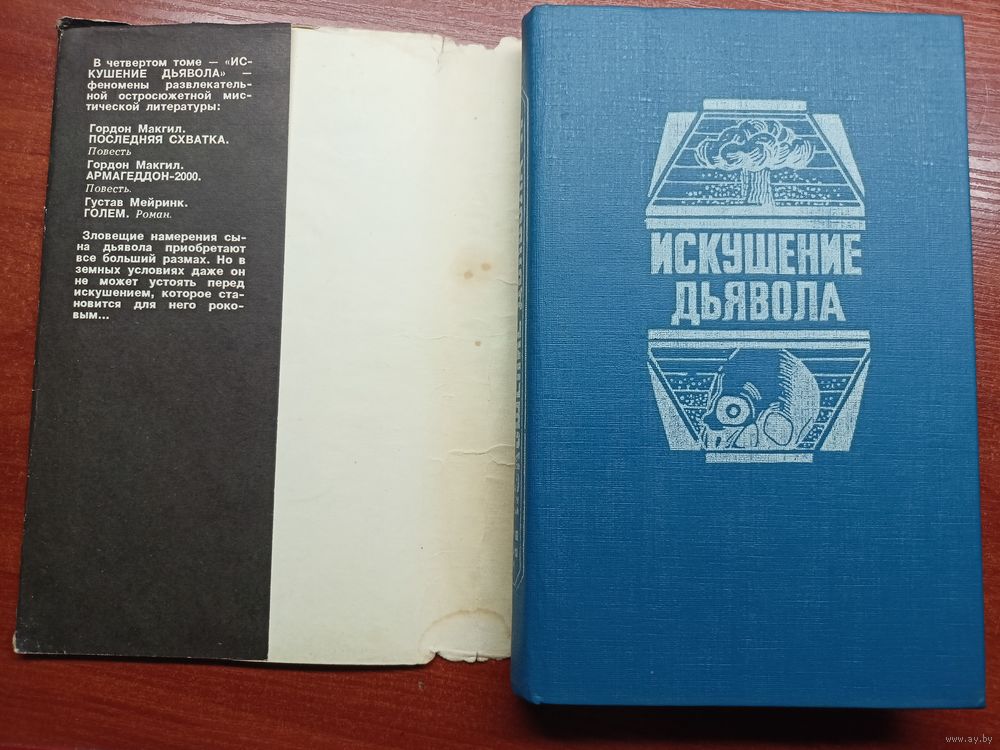 В четвертом томе — «ИС-
КУШЕНИЕ ДЬЯВОЛА» —
феномены развлекатель-
ной остросюжетной мис-
тической литературы:
Гордон Макгил.
ПОСЛЕДНЯЯ СХВАТКА.
Повесть
Гордон Макгил.
АРМАГЕДДОН-2000.
Повесть.
Густав Мейринк.
ГОЛЕМ. Роман.
Зловещие намерения сы-
на дьявола приобретают
все больший размах. Но в
земных условиях даже он
не может устоять перед
искушением, которое ста-
новится для него роко-
вым...
ИСКУШЕНИЕ
ДЬЯВОЛА
www.ay.by